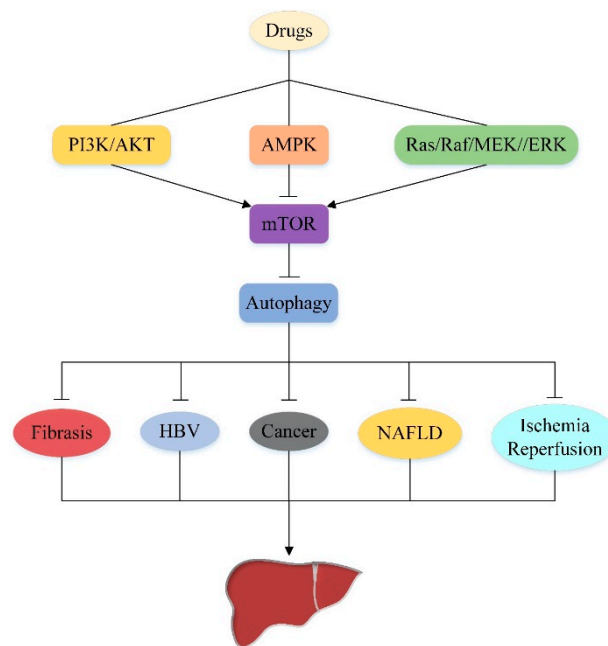 Drugs
PI3K/AKT
AMPK
Ras/Raf/MEK//ERK
mTOR
Autophagy
Fibrasis
HBV
Cancer
NAFLD
Ischemia
Reperfusion